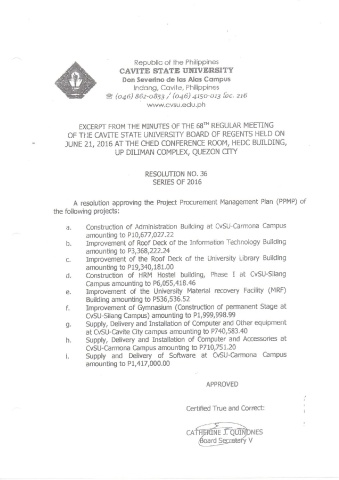 Republic of the Philippines
CAVITE STATE UNIVERSITY
Don Severino de las Alas Campus
Indang, Cavite, Philippines
☎ (046) 862-0853 / (046) 4150-013 loc. 216
www.cvsu.edu.ph
EXCERPT FROM THE MINUTES OF THE 68TH REGULAR MEETING
OF THE CAVITE STATE UNIVERSITY BOARD OF REGENTS HELD ON
JUNE 21, 2016 AT THE CHED CONFERENCE ROOM, HEDC BUILDING,
UP DILIMAN COMPLEX, QUEZON CITY
RESOLUTION NO. 36
SERIES OF 2016
A resolution approving the Project Procurement Management Plan (PPMP) of
the following projects:
a. Construction of Administration Building at CvSU-Carmona Campus
amounting to P10,677,027.22
b. Improvement of Roof Deck of the Information Technology Building
amounting to P3,368,222.24
c. Improvement of the Roof Deck of the University Library Building
amounting to P19,340,181.00
d. Construction of HRM Hostel building, Phase I at CvSU-Silang
Campus amounting to P6,055,418.46
e. Improvement of the University Material recovery Facility (MRF)
Building amounting to P536,536.52
f. Improvement of Gymnasium (Construction of permanent Stage at
CvSU-Silang Campus) amounting to P1,999,998.99
g. Supply, Delivery and Installation of Computer and Other equipment
at CvSU-Cavite City campus amounting to P740,583.40
h. Supply, Delivery and Installation of Computer and Accessories at
CvSU-Carmona Campus amounting to P710,751.20
i. Supply and Delivery of Software at CvSU-Carmona Campus
amounting to P1,417,000.00
APPROVED
Certified True and Correct:
CATHERINE J. QUIÑONES
Board Secretary V